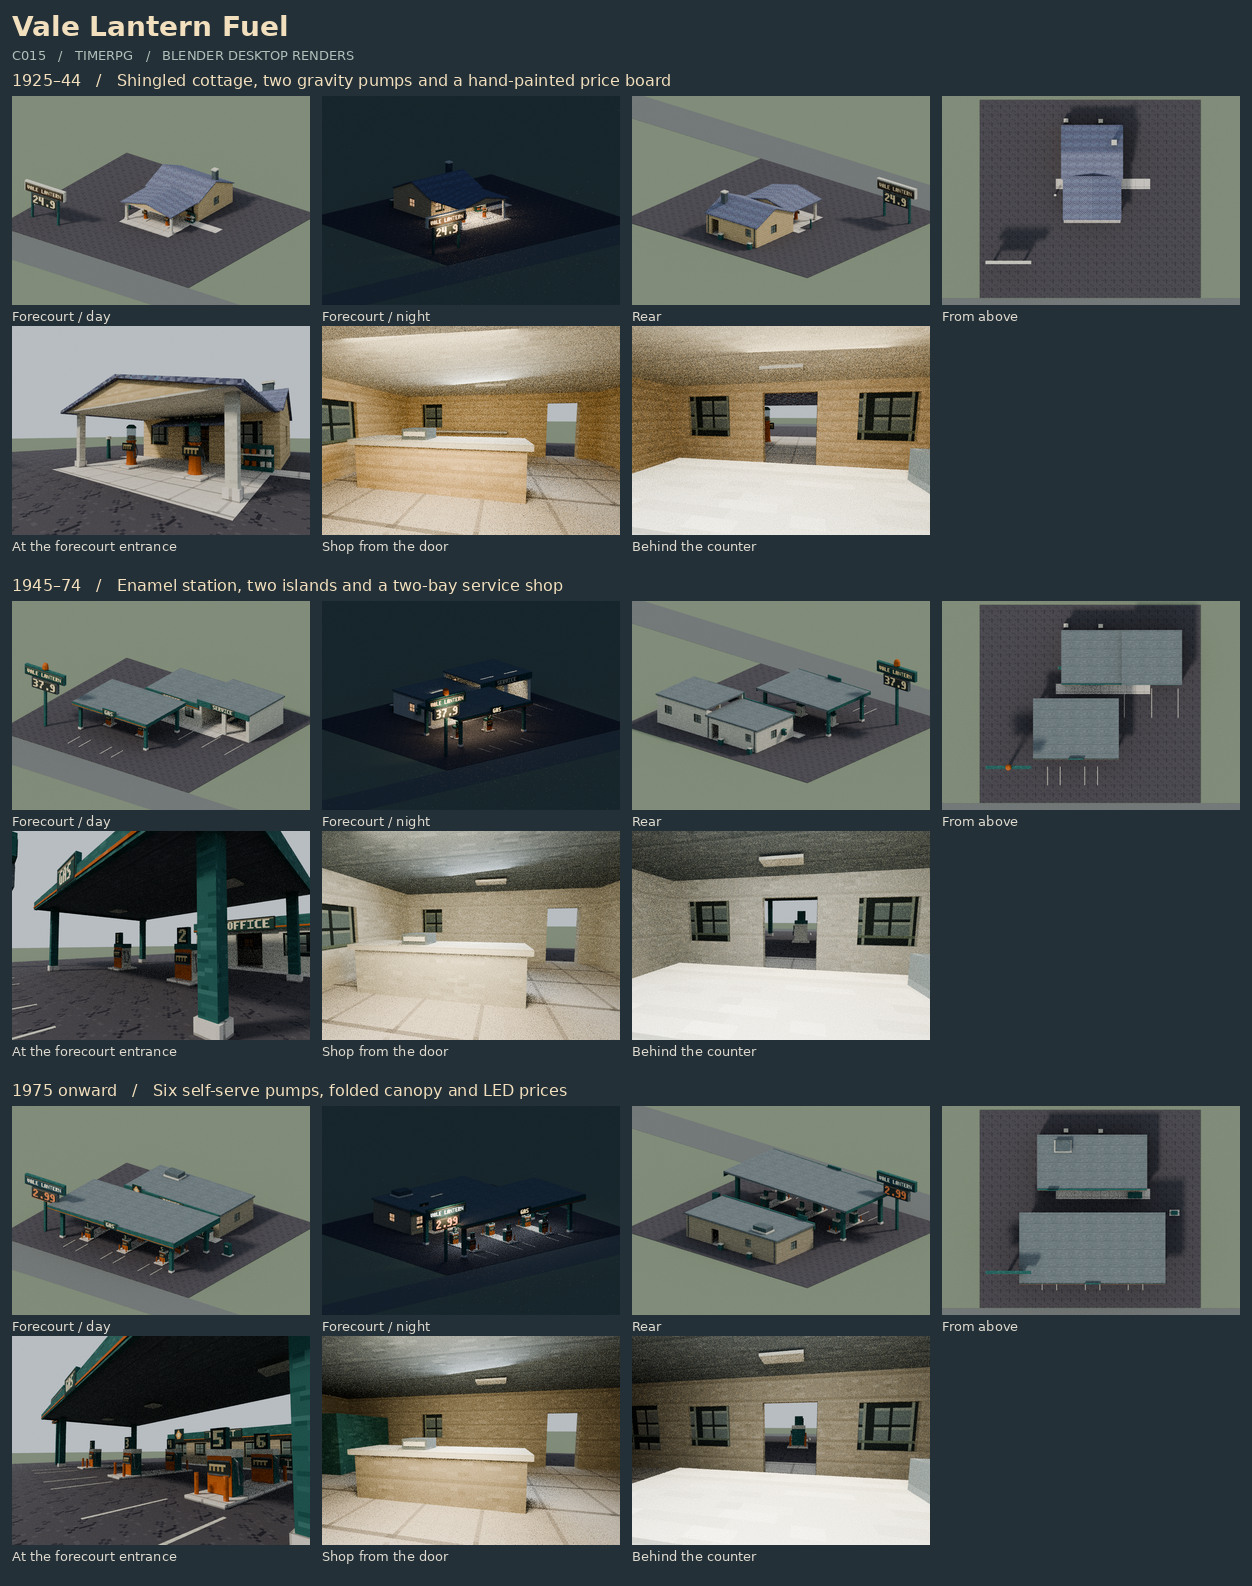 Vale Lantern Fuel
C015 / TIMERPG / BLENDER DESKTOP RENDERS
1925–44 / Shingled cottage, two gravity pumps and a hand-painted price board
VALE LANTERN
24.9
VALE LANTERN
24.9
VALE LANTERN
24.9
Forecourt / day
Forecourt / night
Rear
From above
At the forecourt entrance
Shop from the door
Behind the counter
1945–74 / Enamel station, two islands and a two-bay service shop
VALE LANTERN
37.9
GAS
SERVICE
VALE LANTERN
37.9
GAS
SERVICE
VALE LANTERN
37.9
Forecourt / day
Forecourt / night
Rear
From above
GAS
2
OFFICE
At the forecourt entrance
Shop from the door
Behind the counter
1975 onward / Six self-serve pumps, folded canopy and LED prices
VALE LANTERN
2.99
GAS
VALE LANTERN
2.99
GAS
VALE LANTERN
2.99
Forecourt / day
Forecourt / night
Rear
From above
GAS
3
5
6
At the forecourt entrance
Shop from the door
Behind the counter